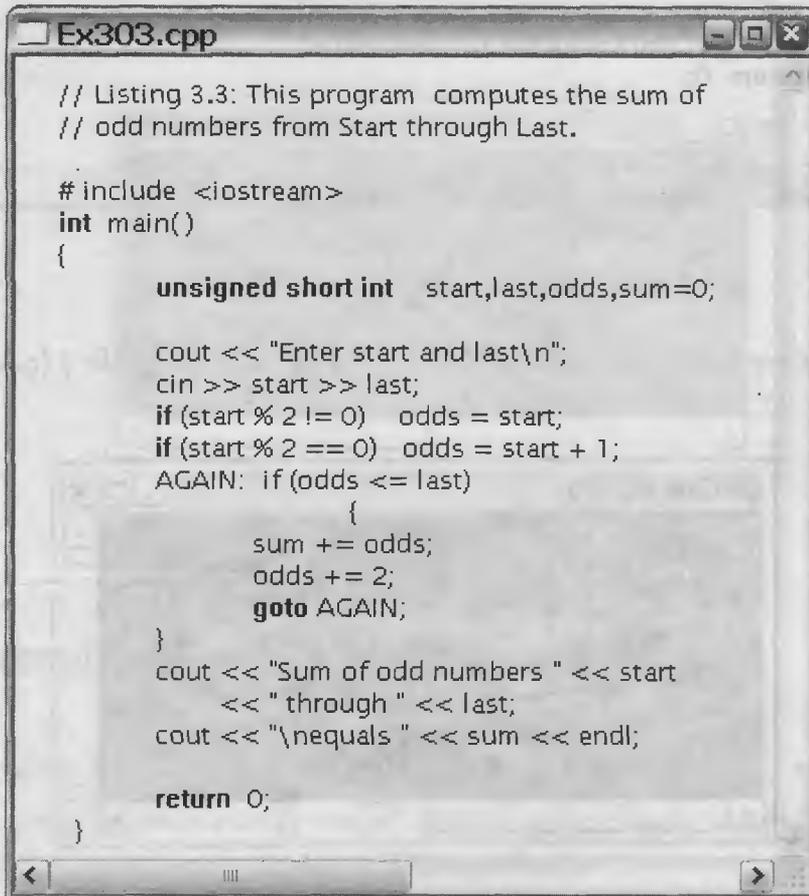 Ex303.cpp
// Listing 3.3: This program computes the sum of
// odd numbers from Start through Last.
# include <iostream>
int main()
{
unsigned short int start,last,odds,sum=0;
cout << "Enter start and last\n";
cin >> start >> last;
if (start % 2 != 0) odds = start;
if (start % 2 == 0) odds = start + 1;
AGAIN: if (odds <= last)
{
sum += odds;
odds += 2;
goto AGAIN;
}
cout << "Sum of odd numbers " << start
<< " through " << last;
cout << "\nequals " << sum << endl;
return 0;
}